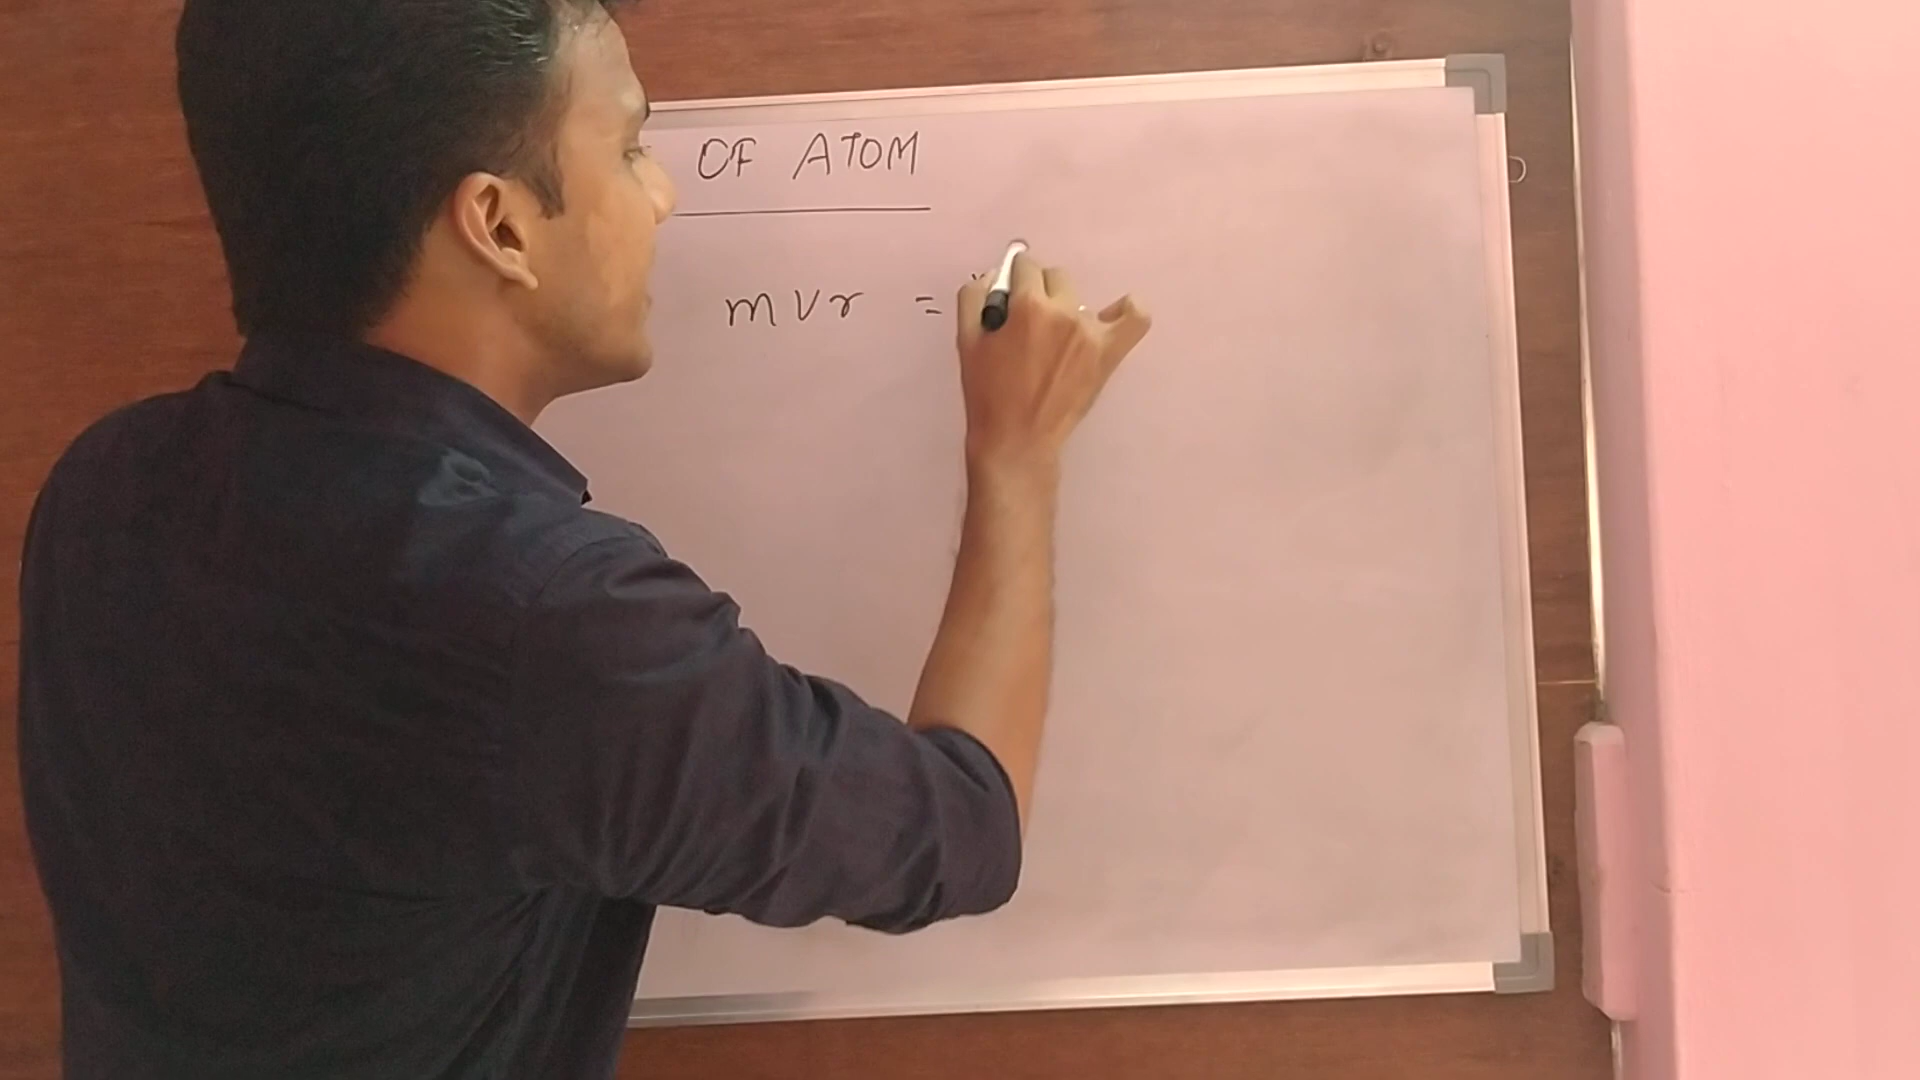 OF ATOM
mvr =